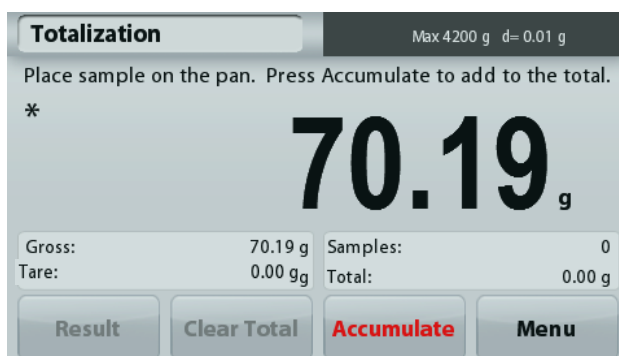 Totalization Max 4200 g d= 0.01 g
Place sample on the pan. Press Accumulate to add to the total.
*
70.19 g
Gross: 70.19 g Samples: 0
Tare: 0.00 gg Total: 0.00 g
Result Clear Total Accumulate Menu